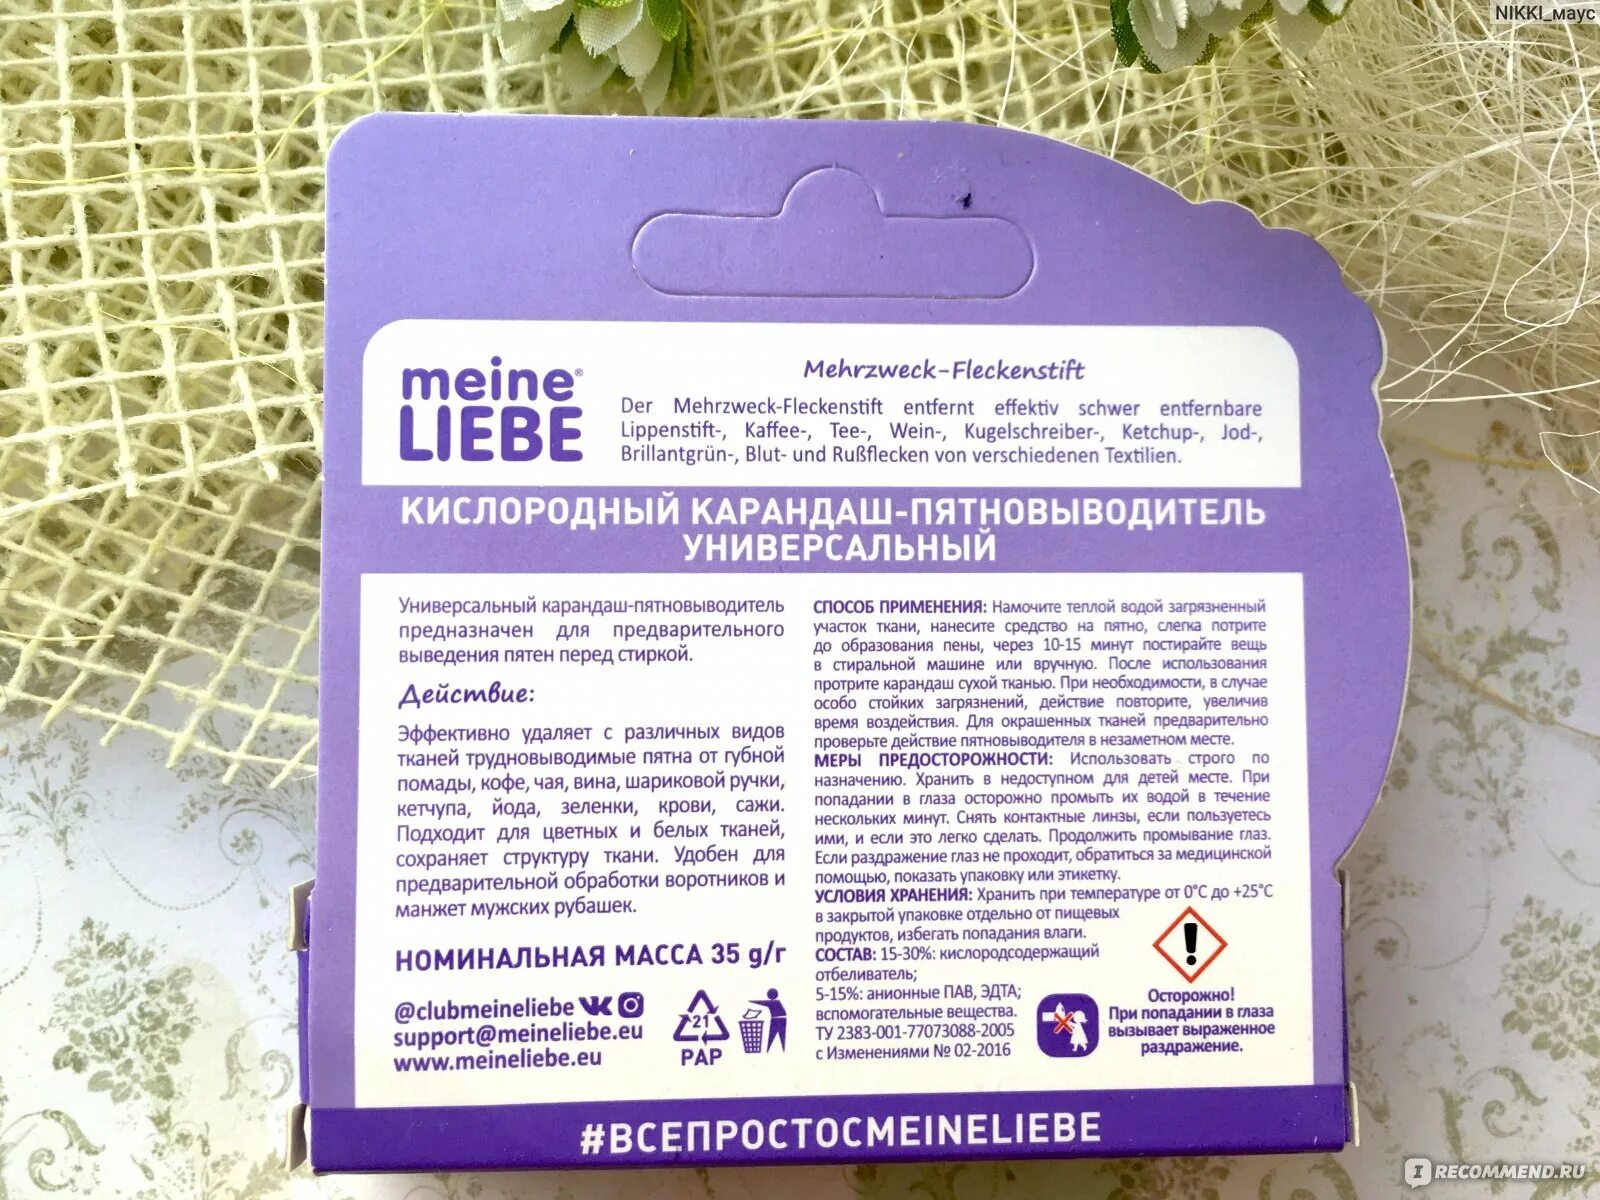 NIKKI_маус
meine®
LIEBE
Mehrzweck-Fleckenstift
Der Mehrzweck-Fleckenstift entfernt effektiv schwer entfernbare
Lippenstift-, Kaffee-, Tee-, Wein-, Kugelschreiber-, Ketchup-, Jod-,
Brillantgrün-, Blut- und Rußflecken von verschiedenen Textilien.
КИСЛОРОДНЫЙ КАРАНДАШ-ПЯТНОВЫВОДИТЕЛЬ
УНИВЕРСАЛЬНЫЙ
Универсальный карандаш-пятновыводитель
предназначен для предварительного
выведения пятен перед стиркой.
Действие:
Эффективно удаляет с различных видов
тканей трудновыводимые пятна от губной
помады, кофе, чая, вина, шариковой ручки,
кетчупа, йода, зеленки, крови, сажи.
Подходит для цветных и белых тканей,
сохраняет структуру ткани. Удобен для
предварительной обработки воротников и
манжет мужских рубашек.
НОМИНАЛЬНАЯ МАССА 35 g/г
@clubmeineliebe
support@meineliebe.eu
www.meineliebe.eu
21
PAP
СПОСОБ ПРИМЕНЕНИЯ: Намочите теплой водой загрязненный
участок ткани, нанесите средство на пятно, слегка потрите
до образования пены, через 10-15 минут постирайте вещь
в стиральной машине или вручную. После использования
протрите карандаш сухой тканью. При необходимости, в случае
особо стойких загрязнений, действие повторите, увеличив
время воздействия. Для окрашенных тканей предварительно
проверьте действие пятновыводителя в незаметном месте.
МЕРЫ ПРЕДОСТОРОЖНОСТИ: Использовать строго по
назначению. Хранить в недоступном для детей месте. При
попадании в глаза осторожно промыть их водой в течение
нескольких минут. Снять контактные линзы, если пользуетесь
ими, и если это легко сделать. Продолжить промывание глаз.
Если раздражение глаз не проходит, обратиться за медицинской
помощью, показать упаковку или этикетку.
УСЛОВИЯ ХРАНЕНИЯ: Хранить при температуре от 0°C до +25°C
в закрытой упаковке отдельно от пищевых
продуктов, избегать попадания влаги.
СОСТАВ: 15-30%: кислородсодержащий
отбеливатель;
5-15%: анионные ПАВ, ЭДТА;
вспомогательные вещества.
ТУ 2383-001-77073088-2005
с Изменениями № 02-2016
Осторожно!
При попадании в глаза
вызывает выраженное
раздражение.
#ВСЕПРОСТОСMEINELIEBE
IRECOMMEND.RU